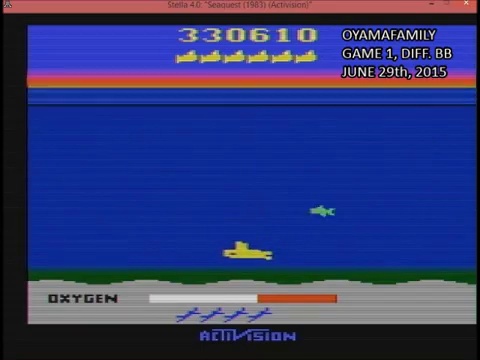 Stella 4.0: "Seaquest (1983) (Activision)"
330610
OYAMAFAMILY
GAME 1, DIFF. BB
JUNE 29th, 2015
OXYGEN
ACTIVISION